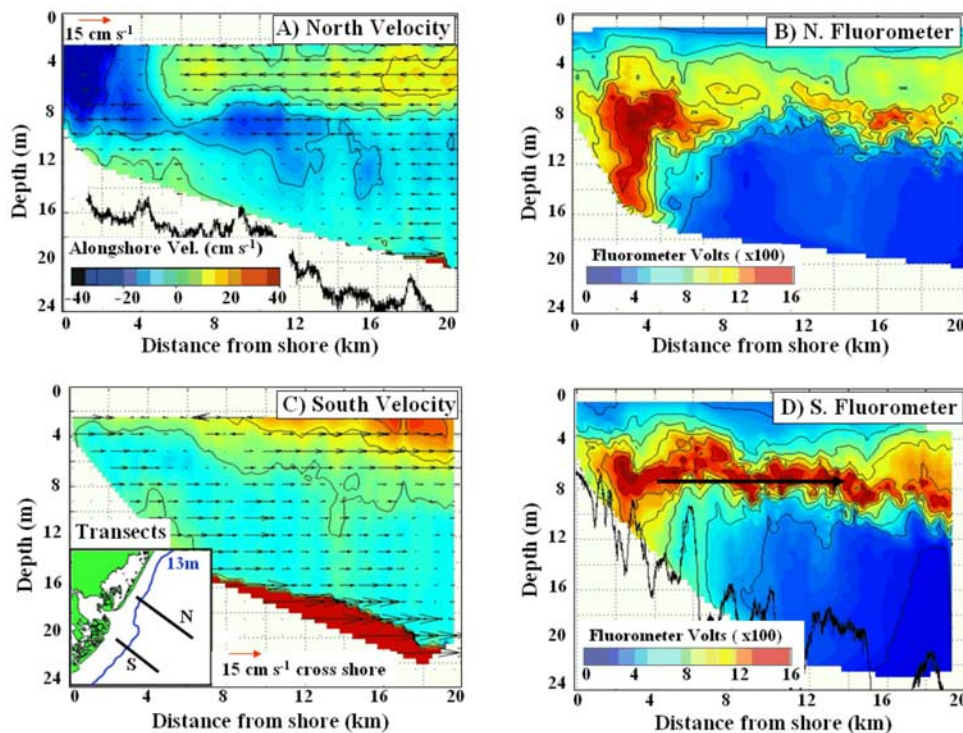 A) North Velocity
15 cm s-1
0
4
8
12
16
20
24
Depth (m)
Alongshore Vel. (cm s-1)
-40 -20 0 20 40
0 4 8 12 16 20
Distance from shore (km)
B) N. Fluorometer
0
4
8
12
16
20
24
Depth (m)
Fluorometer Volts ( x100)
0 4 8 12 16
0 4 8 12 16 20
Distance from shore (km)
C) South Velocity
0
4
8
12
16
20
24
Depth (m)
Transects
13m
N
S
15 cm s-1 cross shore
0 4 8 12 16 20
Distance from shore (km)
D) S. Fluorometer
0
4
8
12
16
20
24
Depth (m)
Fluorometer Volts ( x100)
0 4 8 12 16
0 4 8 12 16 20
Distance from shore (km)